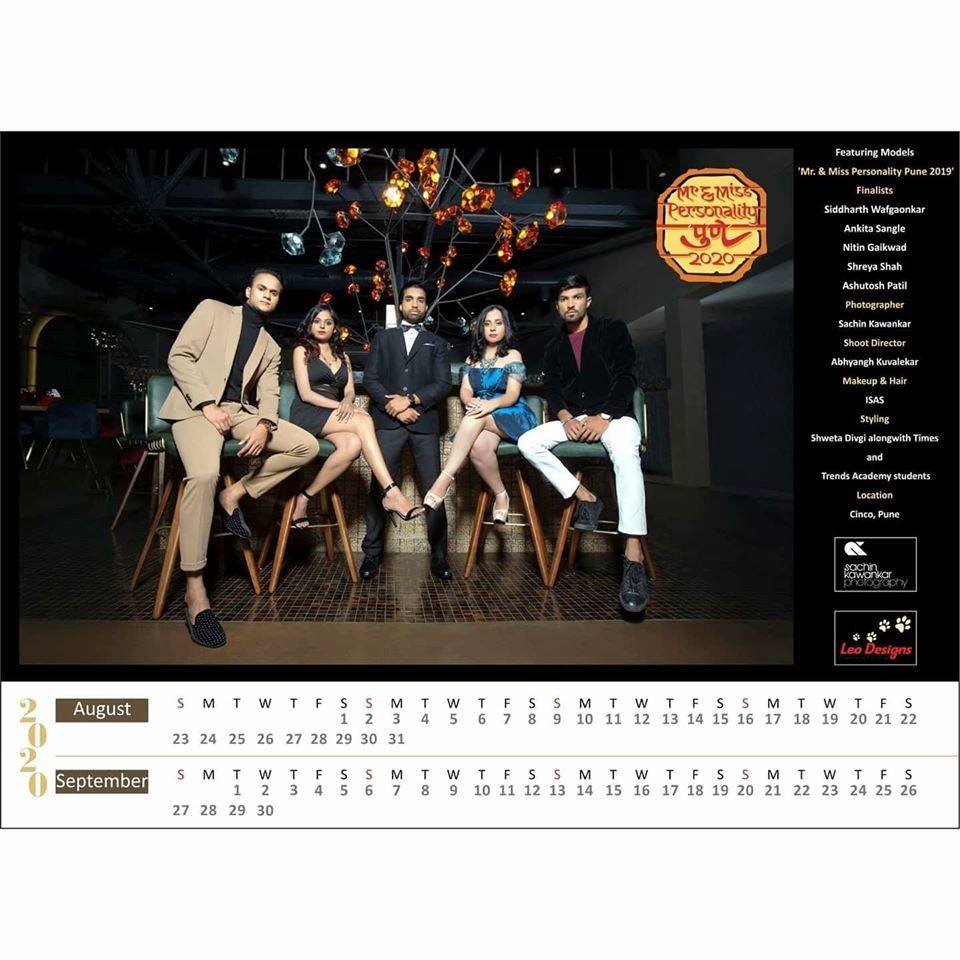 Mr & Miss
Personality
पुणे
2020
Featuring Models
'Mr. & Miss Personality Pune 2019'
Finalists
Siddharth Wafgaonkar
Ankita Sangle
Nitin Gaikwad
Shreya Shah
Ashutosh Patil
Photographer
Sachin Kawankar
Shoot Director
Abhyangh Kuvalekar
Makeup & Hair
ISAS
Styling
Shweta Divgi alongwith Times
and
Trends Academy students
Location
Cinco, Pune
sachin
kawankar
photography
Leo Designs
2020
August
S M T W T F S S M T W T F S S M T W T F S S M T W T F S
1 2 3 4 5 6 7 8 9 10 11 12 13 14 15 16 17 18 19 20 21 22
23 24 25 26 27 28 29 30 31
September
S M T W T F S S M T W T F S S M T W T F S S M T W T F S
1 2 3 4 5 6 7 8 9 10 11 12 13 14 15 16 17 18 19 20 21 22 23 24 25 26
27 28 29 30